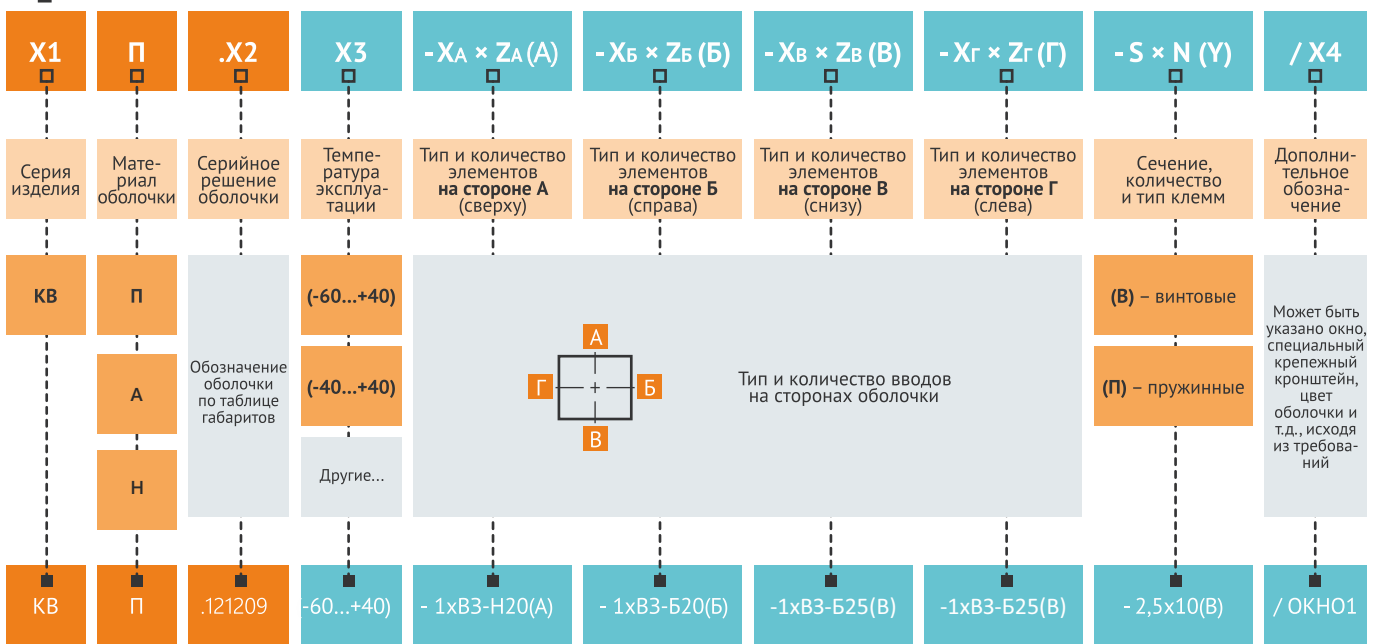 Х1
П
.Х2
Х3
- XА × ZА (А)
- XБ × ZБ (Б)
- XВ × ZВ (В)
- XГ × ZГ (Г)
- S × N (Y)
/ Х4
Серия
изделия
Мате-
риал
оболочки
Серийное
решение
оболочки
Темпе-
ратура
эксплуа-
тации
Тип и количество
элементов
на стороне А
(сверху)
Тип и количество
элементов
на стороне Б
(справа)
Тип и количество
элементов
на стороне В
(снизу)
Тип и количество
элементов
на стороне Г
(слева)
Сечение,
количество
и тип клемм
Дополни-
тельное
обозна-
чение
КВ
П
А
Н
Обозначение
оболочки
по таблице
габаритов
(-60...+40)
(-40...+40)
Другие...
А
Г
Б
В
Тип и количество вводов
на сторонах оболочки
(В) – винтовые
(П) – пружинные
Может быть
указано окно,
специальный
крепежный
кронштейн,
цвет
оболочки и
т.д., исходя
из требова-
ний
КВ
П
.121209
-60...+40)
- 1хВЗ-Н20(А)
- 1хВЗ-Б20(Б)
-1хВЗ-Б25(В)
-1хВЗ-Б25(В)
- 2,5х10(В)
/ ОКНО1